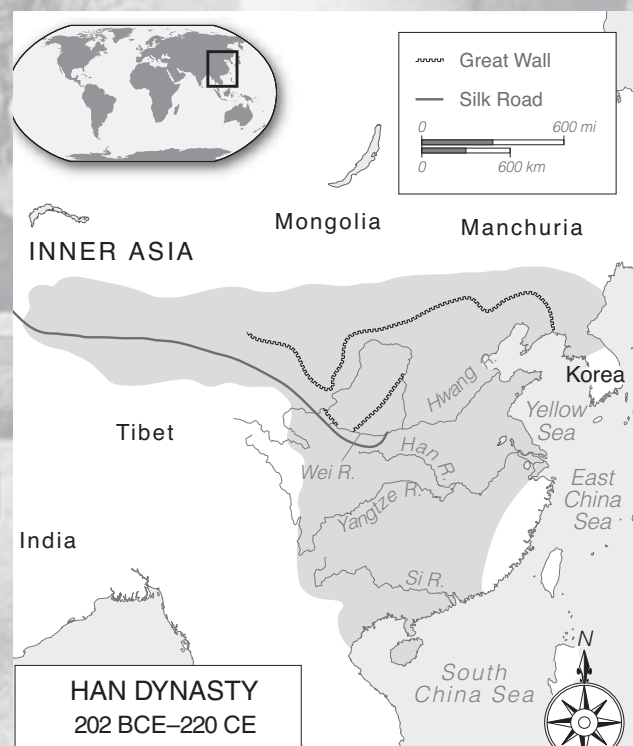 Great Wall
Silk Road
0 600 mi
0 600 km
Mongolia
Manchuria
INNER ASIA
Korea
Hwang R.
Yellow
Sea
Tibet
Han R.
Wei R.
East
China
Sea
Yangtze R.
India
Si R.
N
South
China Sea
HAN DYNASTY
202 BCE–220 CE